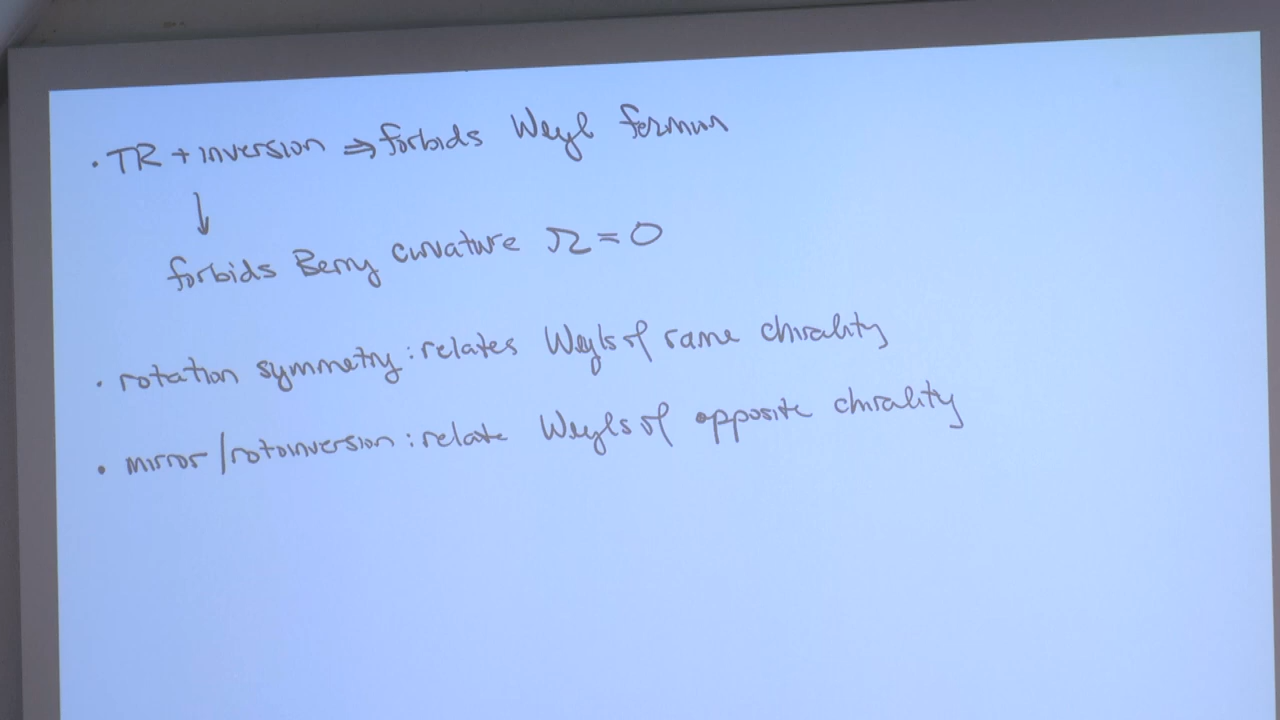 · TR + inversion ⇒ forbids Weyl fermion
↓
forbids Berry curvature Ω = 0
· rotation symmetry : relates Weyls of same chirality
· mirror / rotoinversion : relate Weyls of opposite chirality